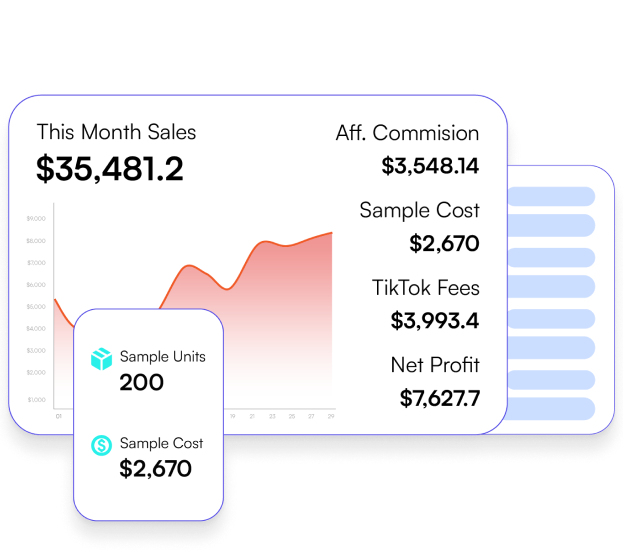 This Month Sales
$35,481.2
Aff. Commision
$3,548.14
Sample Cost
$2,670
TikTok Fees
$3,993.4
Net Profit
$7,627.7
$9,000
$8,000
$7,000
$6,000
$5,000
$4,000
$3,000
$2,000
$1,000
19 21 23 25 27 29
Sample Units
200
Sample Cost
$2,670